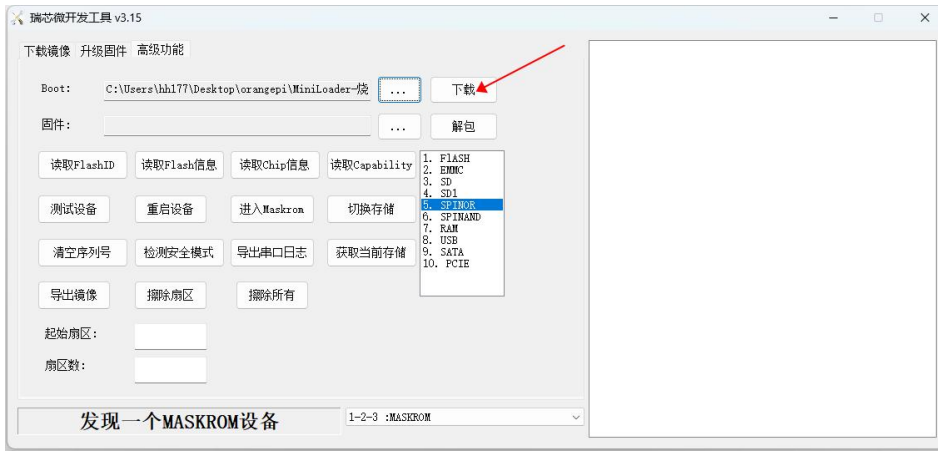 瑞芯微开发工具 v3.15
下载镜像 升级固件 高级功能
Boot: C:\Users\hh177\Desktop\orangepi\MiniLoader-烧 ... 下载
固件: ... 解包
读取FlashID 读取Flash信息 读取Chip信息 读取Capability
测试设备 重启设备 进入Maskrom 切换存储
清空序列号 检测安全模式 导出串口日志 获取当前存储
导出镜像 擦除扇区 擦除所有
1. FlASH
2. EMMC
3. SD
4. SD1
5. SPINOR
6. SPINAND
7. RAM
8. USB
9. SATA
10. PCIE
起始扇区:
扇区数:
发现一个MASKROM设备 1-2-3 :MASKROM